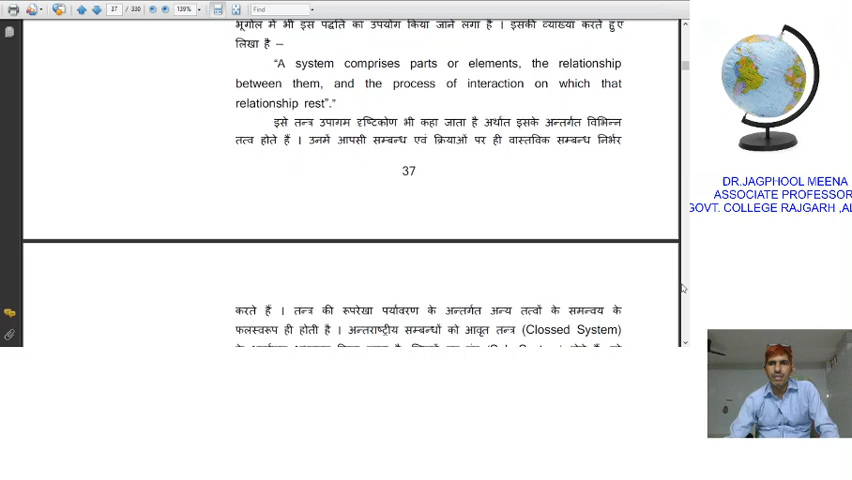 37 / 330
139%
Find
भूगोल में भी इस पद्धति का उपयोग किया जाने लगा है । इसकी व्याख्या करते हुए
लिखा है –
“A system comprises parts or elements, the relationship
between them, and the process of interaction on which that
relationship rest”.”
इसे तन्त्र उपागम दृष्टिकोण भी कहा जाता है अर्थात इसके अन्तर्गत विभिन्न
तत्व होते हैं । उनमें आपसी सम्बन्ध एवं क्रियाओं पर ही वास्तविक सम्बन्ध निर्भर
37
करते हैं । तन्त्र की रूपरेखा पर्यावरण के अन्तर्गत अन्य तत्वों के समन्वय के
फलस्वरूप ही होती है । अन्तराष्ट्रीय सम्बन्धों को आवृत तन्त्र (Clossed System)
DR.JAGPHOOL MEENA
ASSOCIATE PROFESSOR
GOVT. COLLEGE RAJGARH ,AL